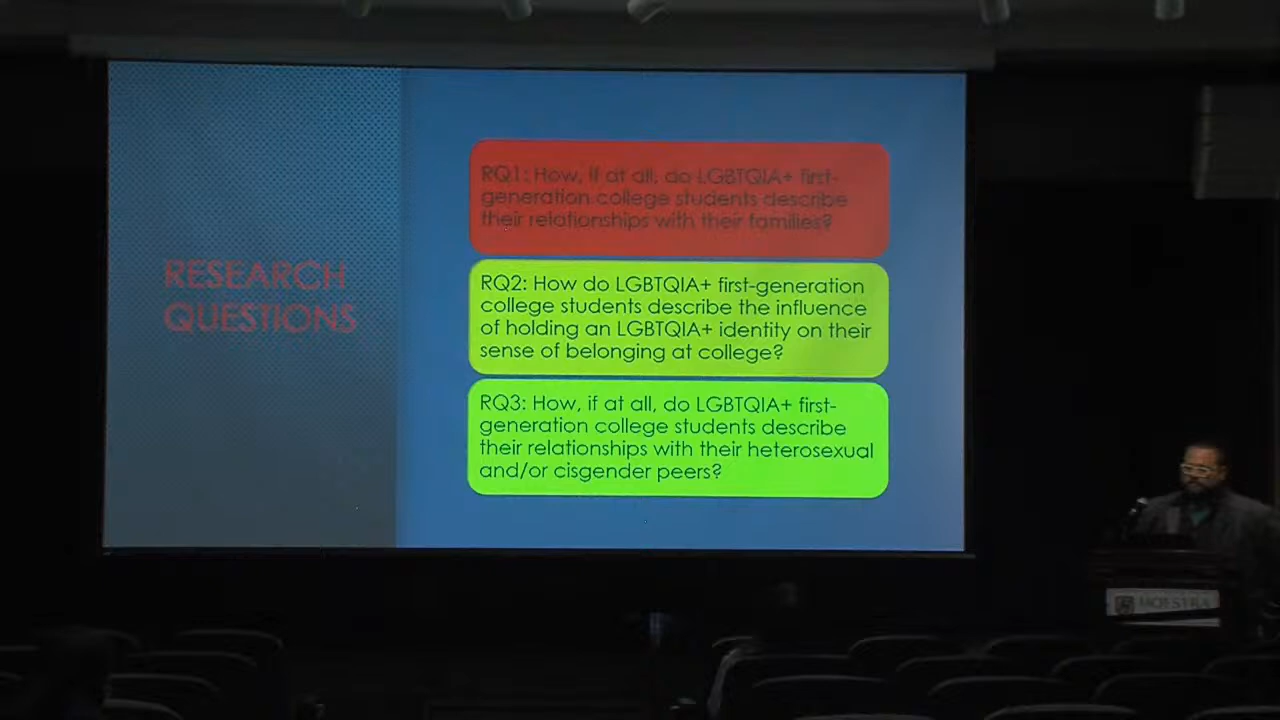 RESEARCH
QUESTIONS
RQ1: How, if at all, do LGBTQIA+ first-
generation college students describe
their relationships with their families?
RQ2: How do LGBTQIA+ first-generation
college students describe the influence
of holding an LGBTQIA+ identity on their
sense of belonging at college?
RQ3: How, if at all, do LGBTQIA+ first-
generation college students describe
their relationships with their heterosexual
and/or cisgender peers?
HOFSTRA